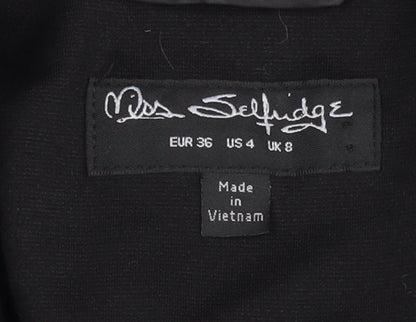 Miss Selfridge
EUR 36 US 4 UK 8
Made
in
Vietnam